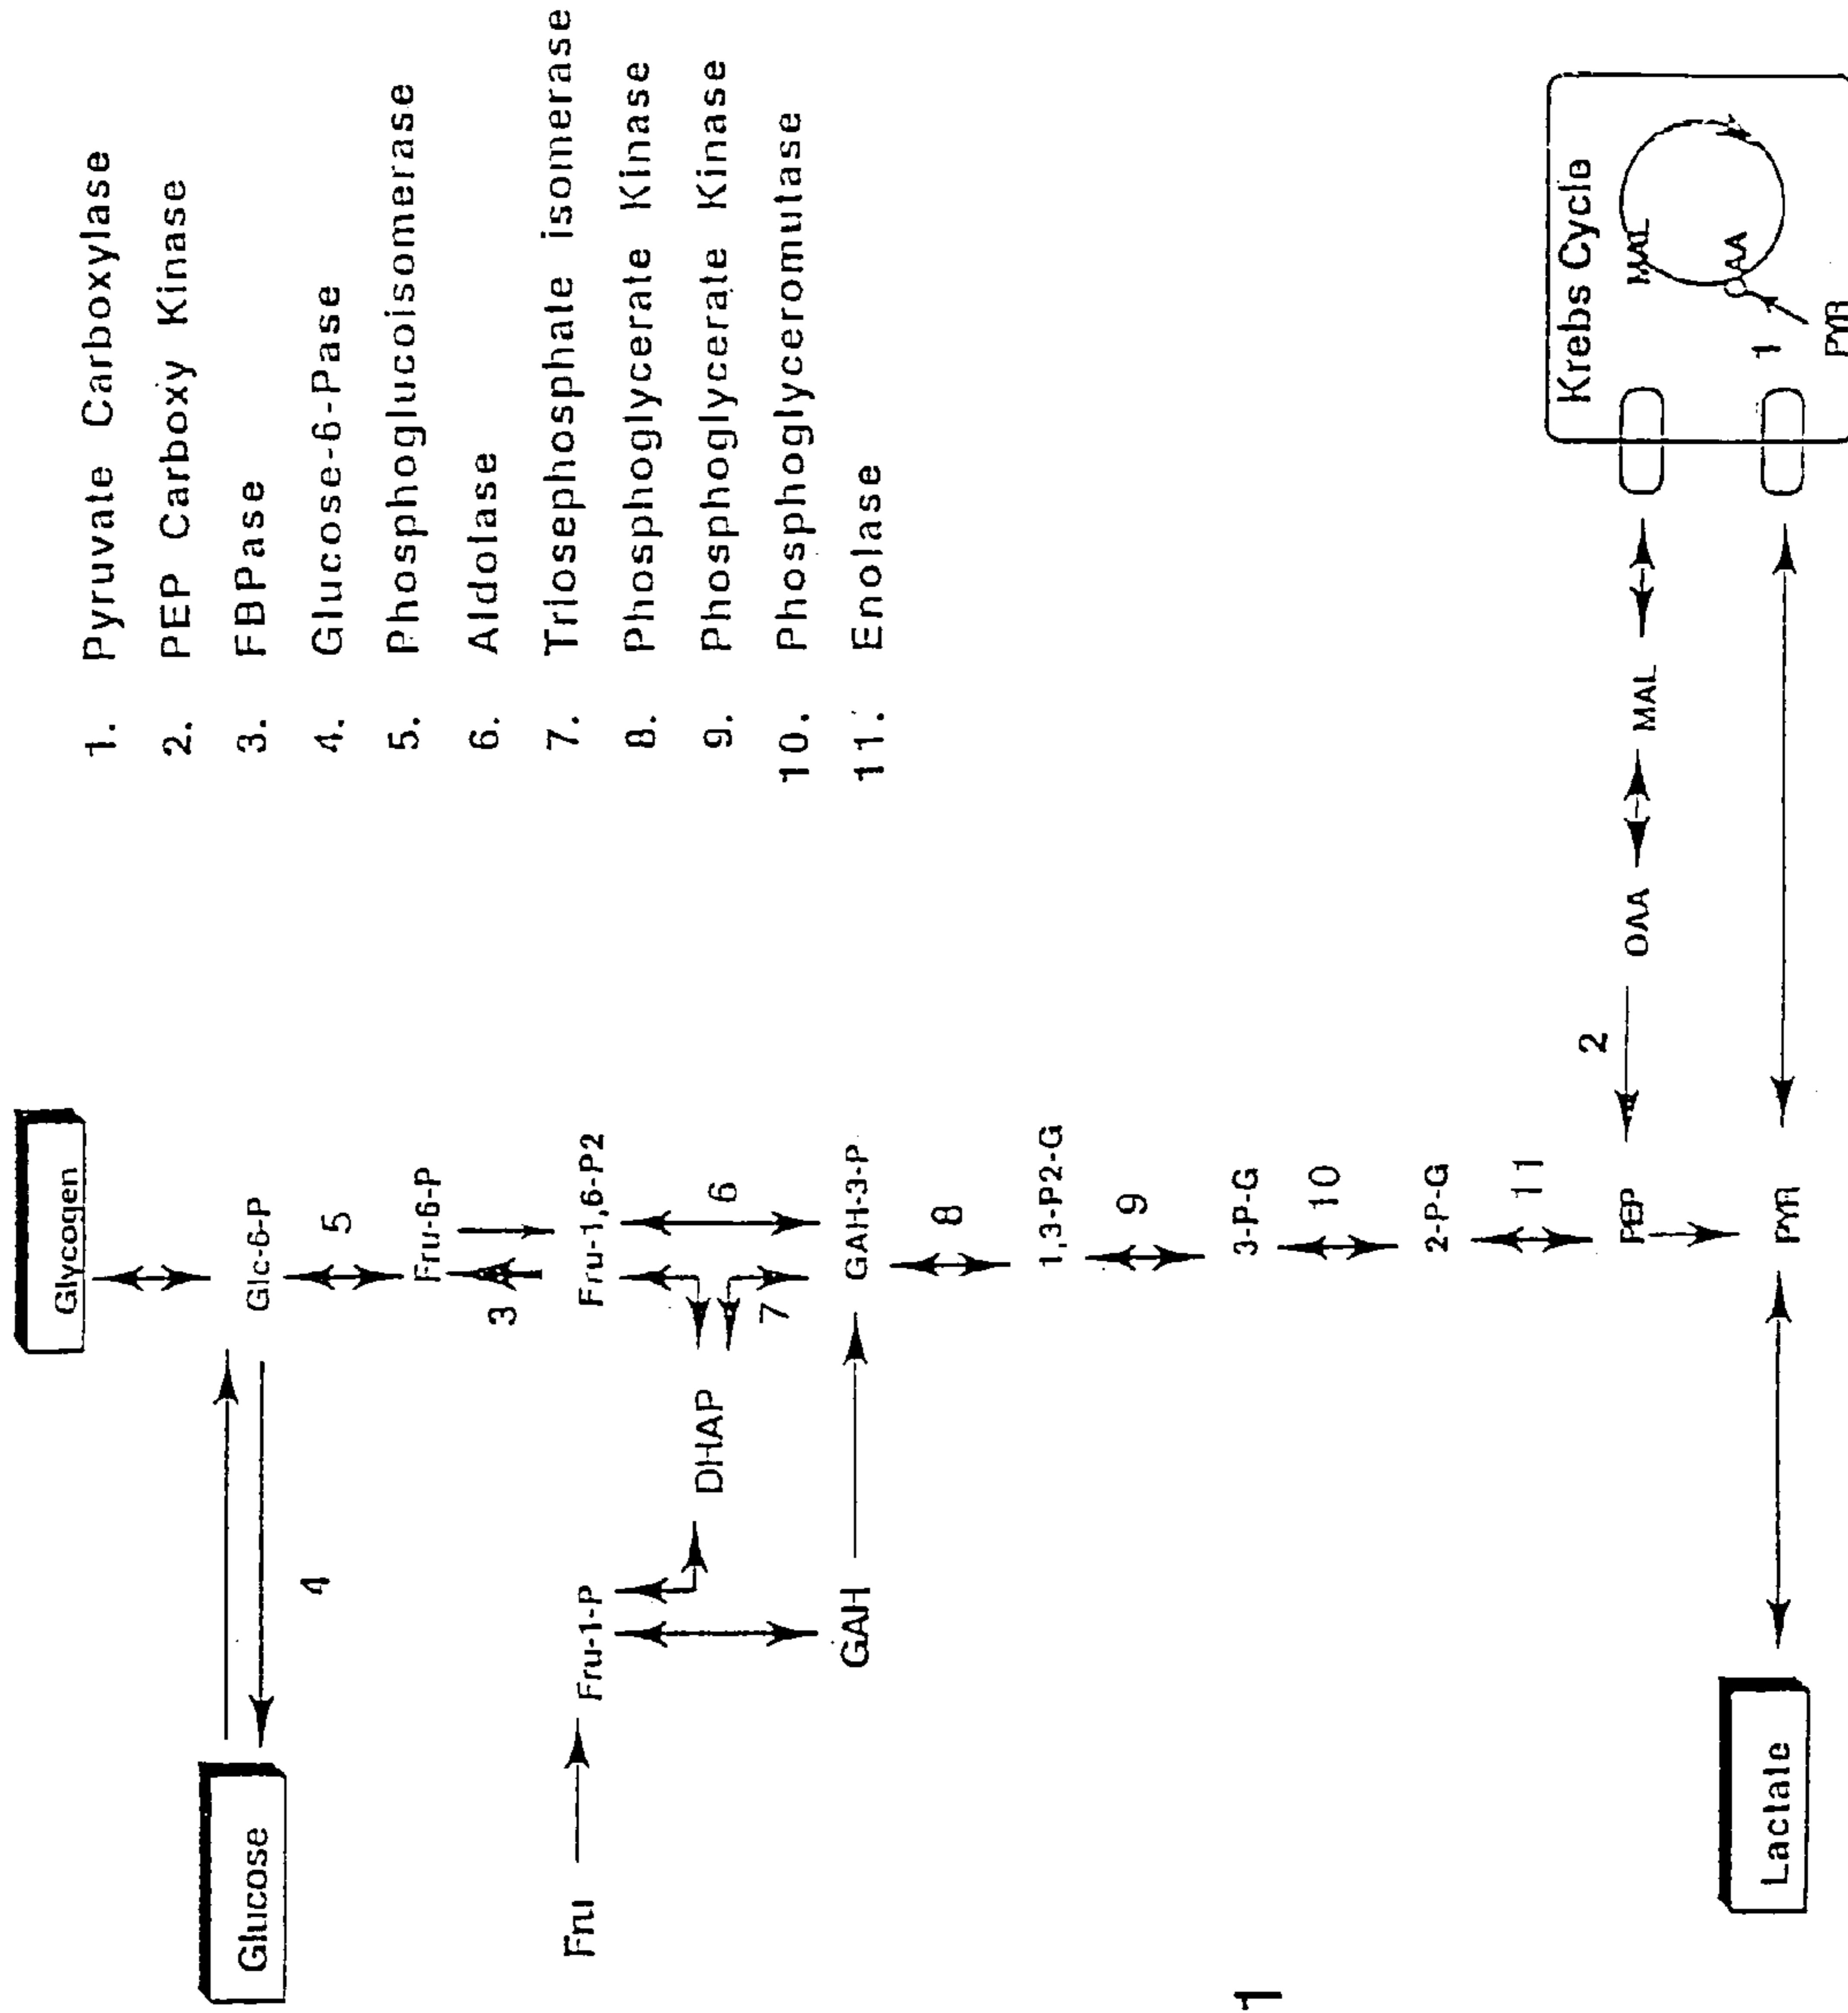 Glycogen
Glucose
Glc-6-P
4
5
Fru-6-P
3
Fru
Fru-1-P
Fru-1,6-P2
DHAP
6
7
GAH
GAH-3-P
8
1,3-P2-G
9
3-P-G
10
2-P-G
11
2
PEP
OAA
MAL
Lactate
PYR
Krebs Cycle
MAL
OAA
1
PYR
1. Pyruvate Carboxylase
2. PEP Carboxy Kinase
3. FBPase
4. Glucose-6-Pase
5. Phosphoglucoisomerase
6. Aldolase
7. Triosephosphate isomerase
8. Phosphoglycerate Kinase
9. Phosphoglycerate Kinase
10. Phosphoglyceromutase
11. Enolase
1